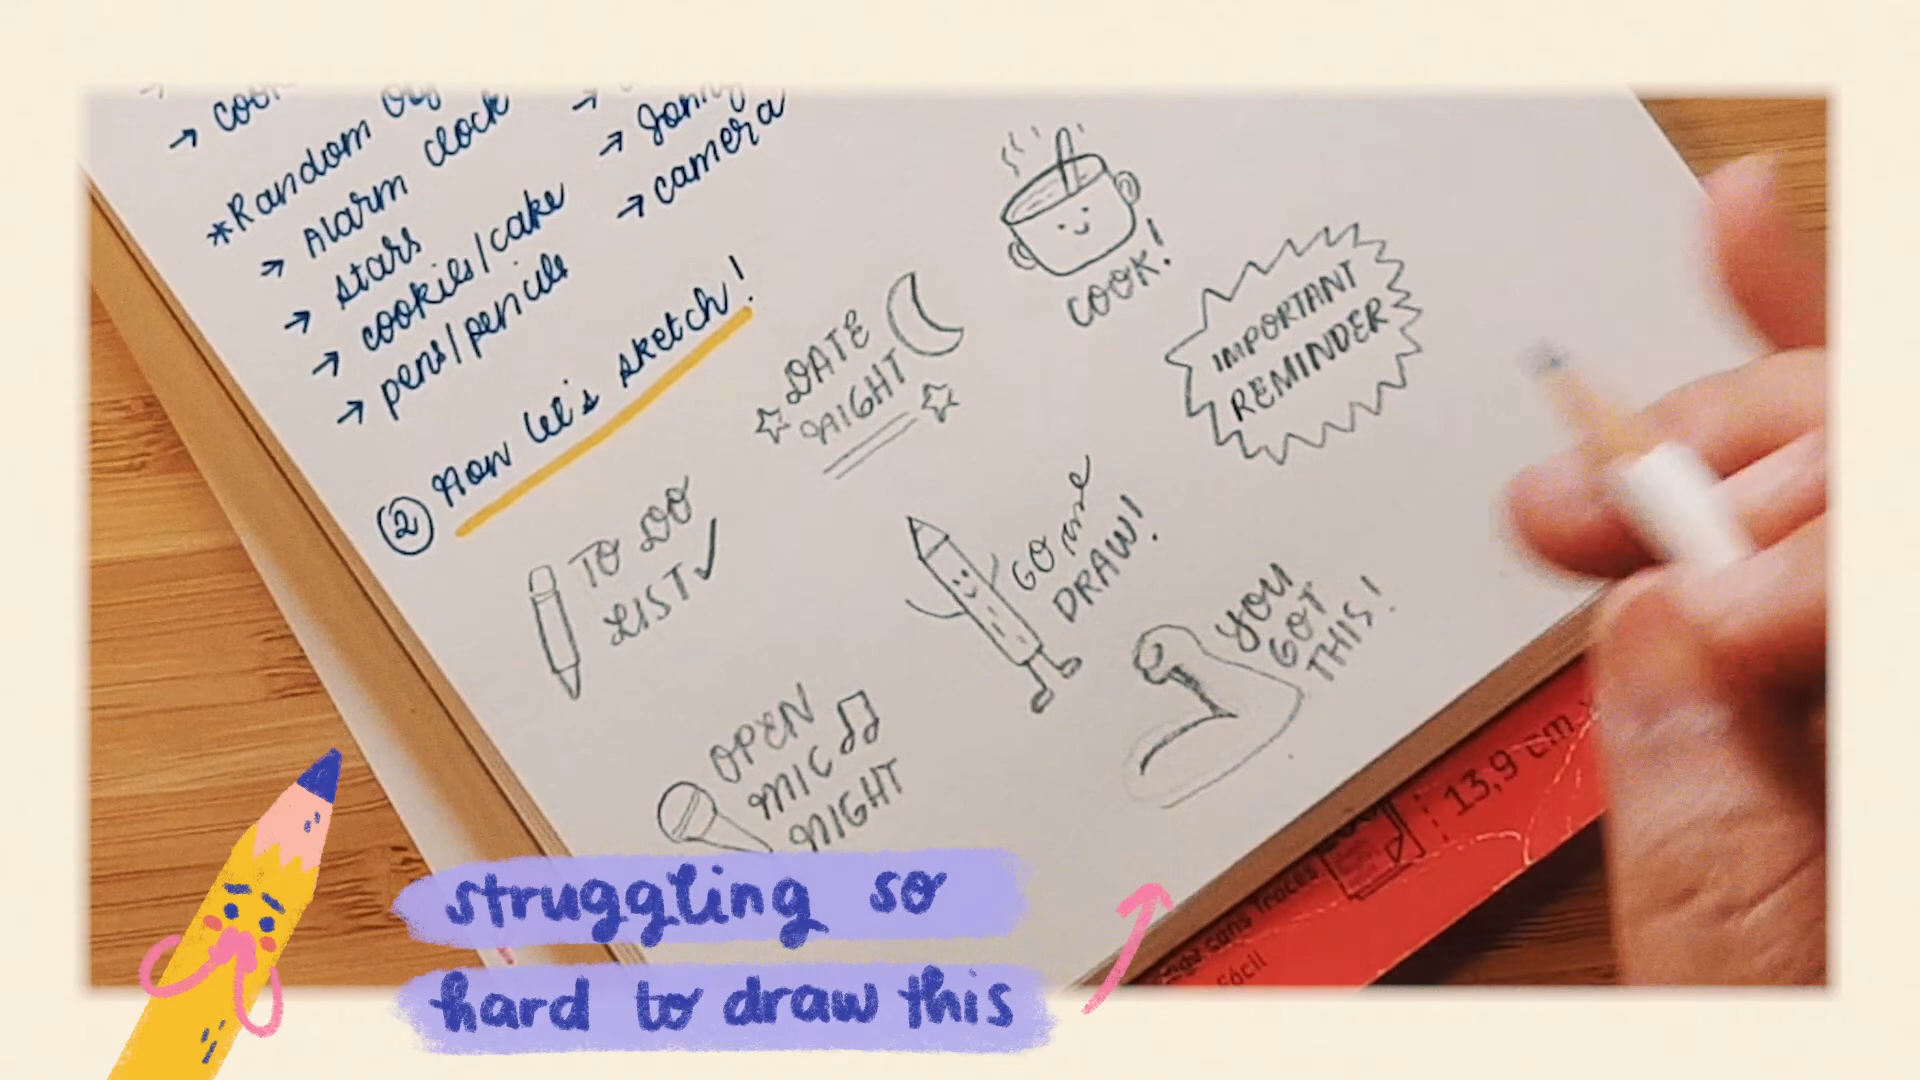 *Random
→ Alarm clock
→ stars
→ cookies/cake
→ pens/pencils
→ camera
② Now let's sketch!
COOK!
DATE
NIGHT
IMPORTANT
REMINDER
TO DO
LIST✓
GO
DRAW!
YOU
GOT
THIS!
OPEN
MIC
NIGHT
13,9 cm
struggling so
hard to draw this